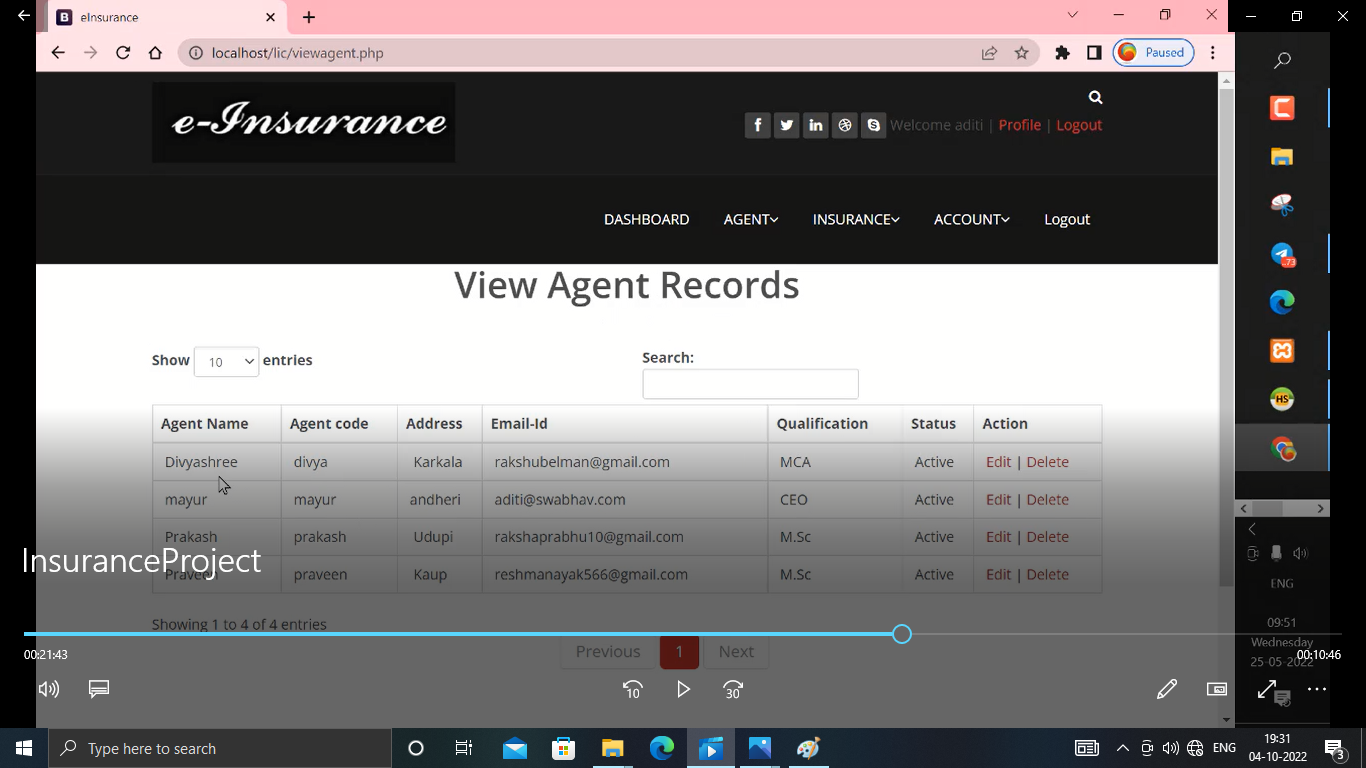 eInsurance
localhost/lic/viewagent.php
Paused
e-Insurance
Welcome aditi | Profile | Logout
DASHBOARD AGENT INSURANCE ACCOUNT Logout
View Agent Records
Show 10 entries
Search:
Agent Name Agent code Address Email-Id Qualification Status Action
Divyashree divya Karkala rakshubelman@gmail.com MCA Active Edit | Delete
mayur mayur andheri aditi@swabhav.com CEO Active Edit | Delete
Prakash prakash Udupi rakshaprabhu10@gmail.com M.Sc Active Edit | Delete
Praveen praveen Kaup reshmanayak566@gmail.com M.Sc Active Edit | Delete
InsuranceProject
Showing 1 to 4 of 4 entries
Previous 1 Next
00:21:43
00:10:46
10
30
..73
HS
ENG
09:51
Wednesday
25-05-2022
Type here to search
ENG
19:31
04-10-2022
3